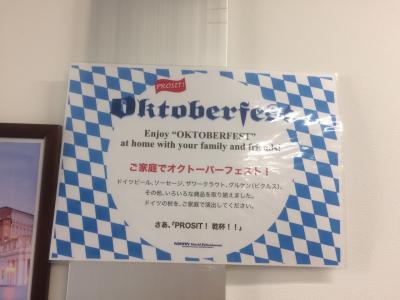 PROSIT!
Oktoberfest
Enjoy "OKTOBERFEST"
at home with your family and friends!
ご家庭でオクトーバーフェスト！
ドイツビール、ソーセージ、ザワークラウト、グルケン(ピクルス)、
その他、いろいろな商品を取り揃えました。
ドイツの秋を、ご家庭で演出してください。
さあ、「PROSIT！ 乾杯！！」